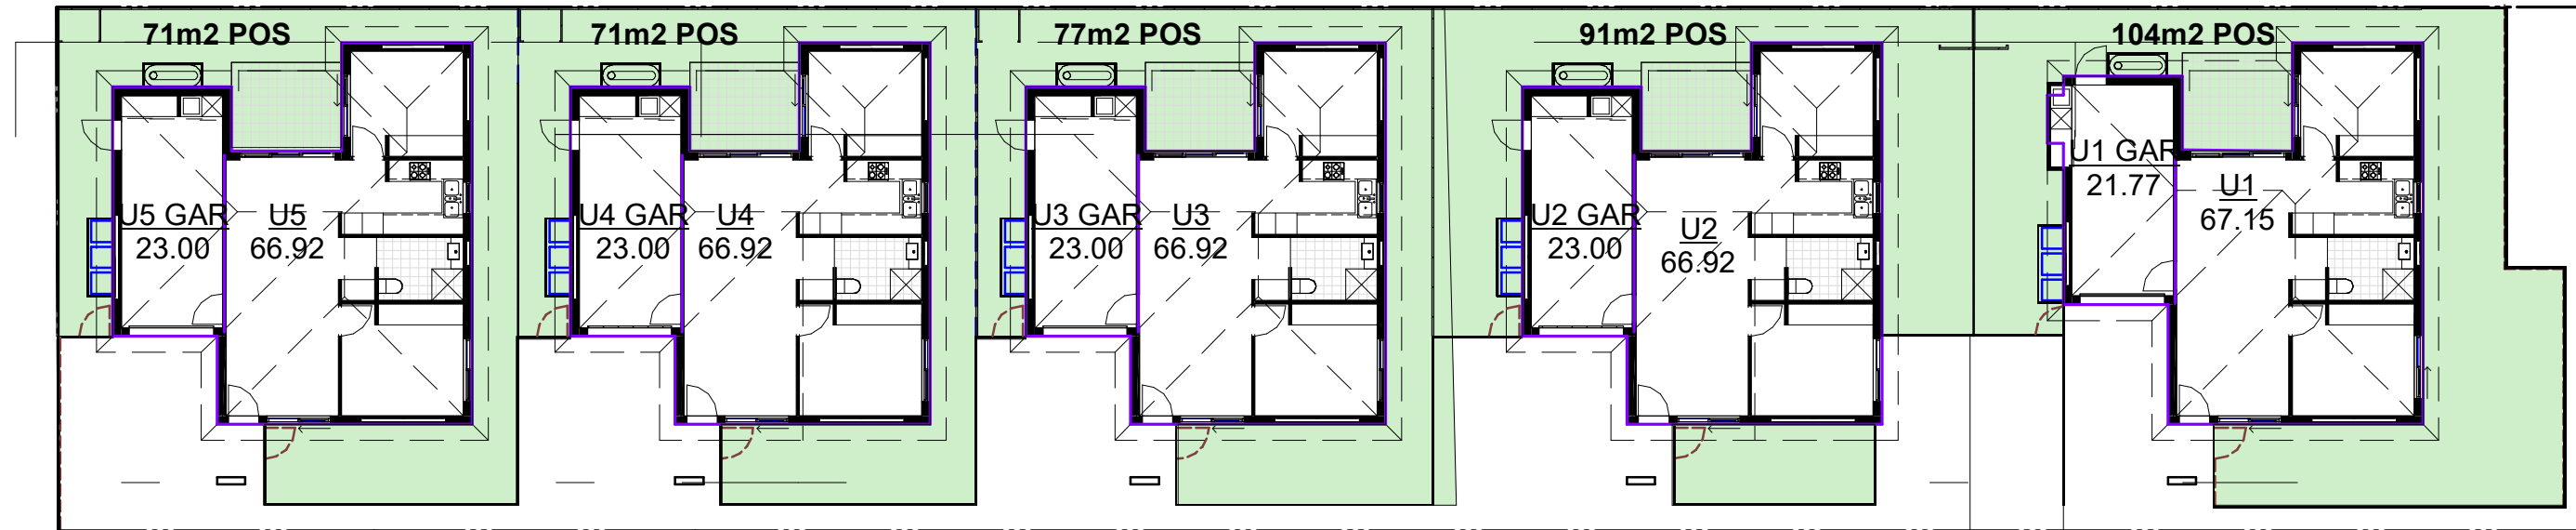 71m2 POS
71m2 POS
77m2 POS
91m2 POS
104m2 POS
U5 GAR
23.00
U5
66.92
U4 GAR
23.00
U4
66.92
U3 GAR
23.00
U3
66.92
U2 GAR
23.00
U2
66.92
U1 GAR
21.77
U1
67.15